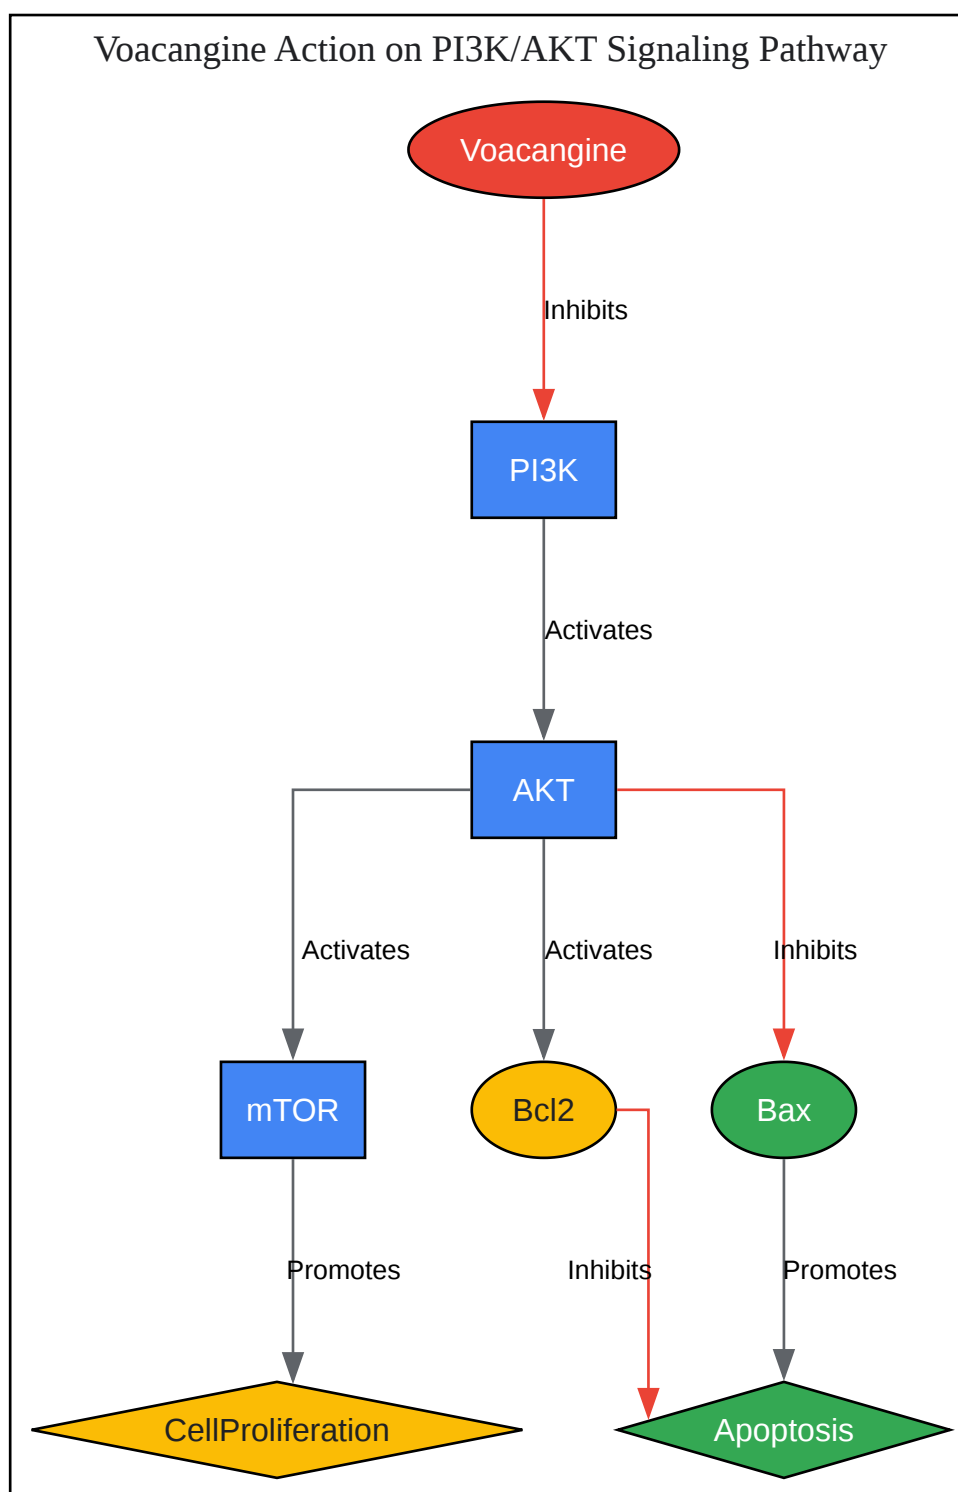 Voacangine Action on PI3K/AKT Signaling Pathway
Voacangine
Inhibits
PI3K
Activates
AKT
Activates
Activates
Inhibits
mTOR
Bcl2
Bax
Promotes
Inhibits
Promotes
CellProliferation
Apoptosis